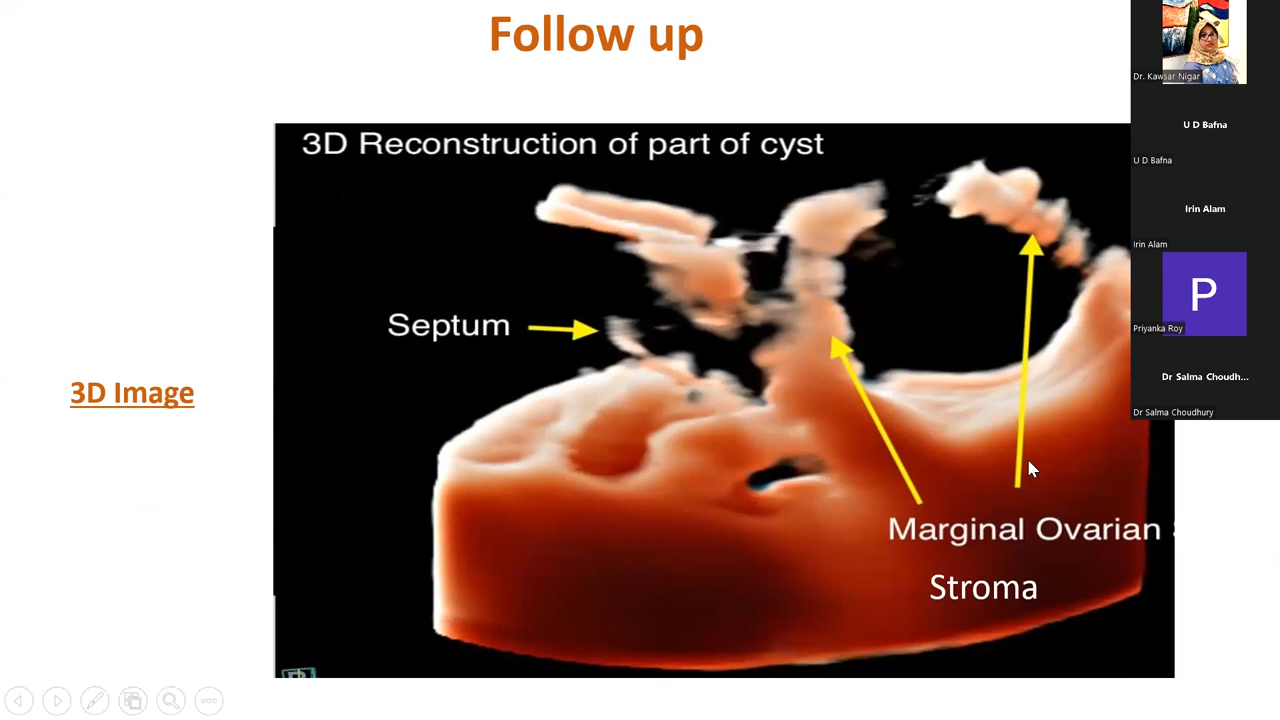 Follow up
3D Reconstruction of part of cyst
Septum
3D Image
Marginal Ovarian
Stroma
Dr. Kawsar Nigar
U D Bafna
U D Bafna
Irin Alam
Irin Alam
P
Priyanka Roy
Dr Salma Choudh...
Dr Salma Choudhury